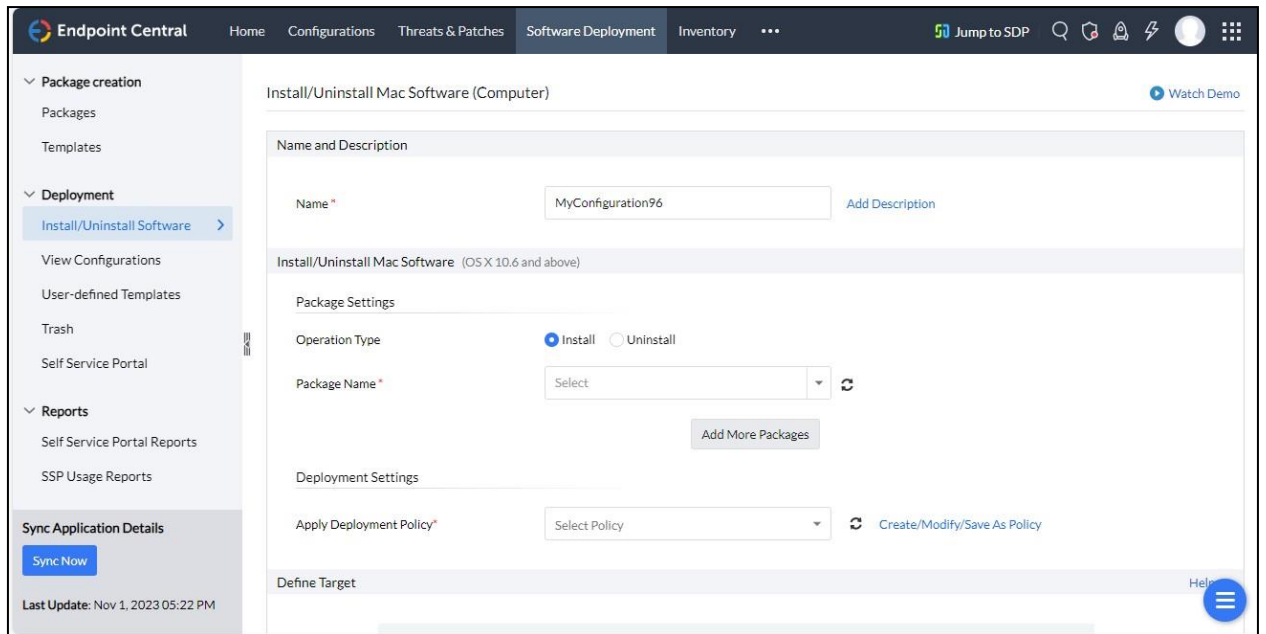 Endpoint Central Home Configurations Threats & Patches Software Deployment Inventory ••• Jump to SDP
Package creation
Packages
Templates
Deployment
Install/Uninstall Software
View Configurations
User-defined Templates
Trash
Self Service Portal
Reports
Self Service Portal Reports
SSP Usage Reports
Sync Application Details
Sync Now
Last Update: Nov 1, 2023 05:22 PM
Install/Uninstall Mac Software (Computer) Watch Demo
Name and Description
Name * MyConfiguration96 Add Description
Install/Uninstall Mac Software (OS X 10.6 and above)
Package Settings
Operation Type Install Uninstall
Package Name * Select
Add More Packages
Deployment Settings
Apply Deployment Policy* Select Policy Create/Modify/Save As Policy
Define Target Help